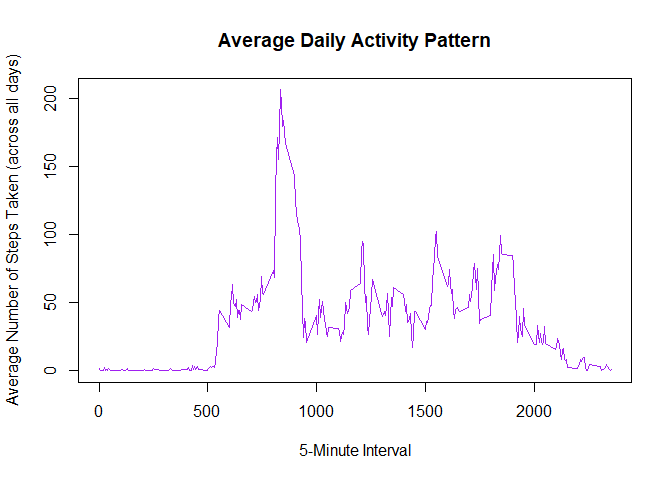 Average Daily Activity Pattern
Average Number of Steps Taken (across all days)
200
150
100
50
0
0 500 1000 1500 2000
5-Minute Interval